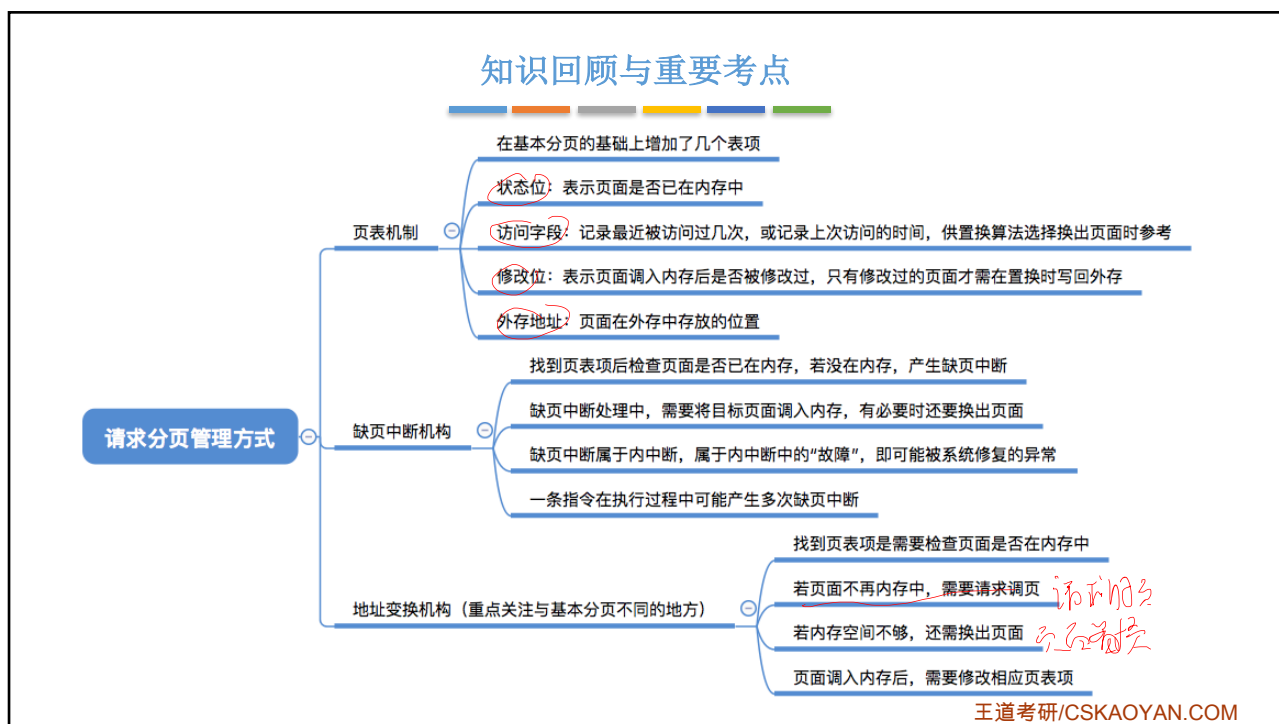 知识回顾与重要考点
在基本分页的基础上增加了几个表项
状态位：表示页面是否已在内存中
页表机制
访问字段：记录最近被访问过几次，或记录上次访问的时间，供置换算法选择换出页面时参考
修改位：表示页面调入内存后是否被修改过，只有修改过的页面才需在置换时写回外存
外存地址：页面在外存中存放的位置
请求分页管理方式
找到页表项后检查页面是否已在内存，若没在内存，产生缺页中断
缺页中断处理中，需要将目标页面调入内存，有必要时还要换出页面
缺页中断机构
缺页中断属于内中断，属于内中断中的“故障”，即可能被系统修复的异常
一条指令在执行过程中可能产生多次缺页中断
找到页表项是需要检查页面是否在内存中
若页面不再内存中，需要请求调页
地址变换机构（重点关注与基本分页不同的地方）
若内存空间不够，还需换出页面
页面置换
页面调入内存后，需要修改相应页表项
王道考研/CSKAOYAN.COM